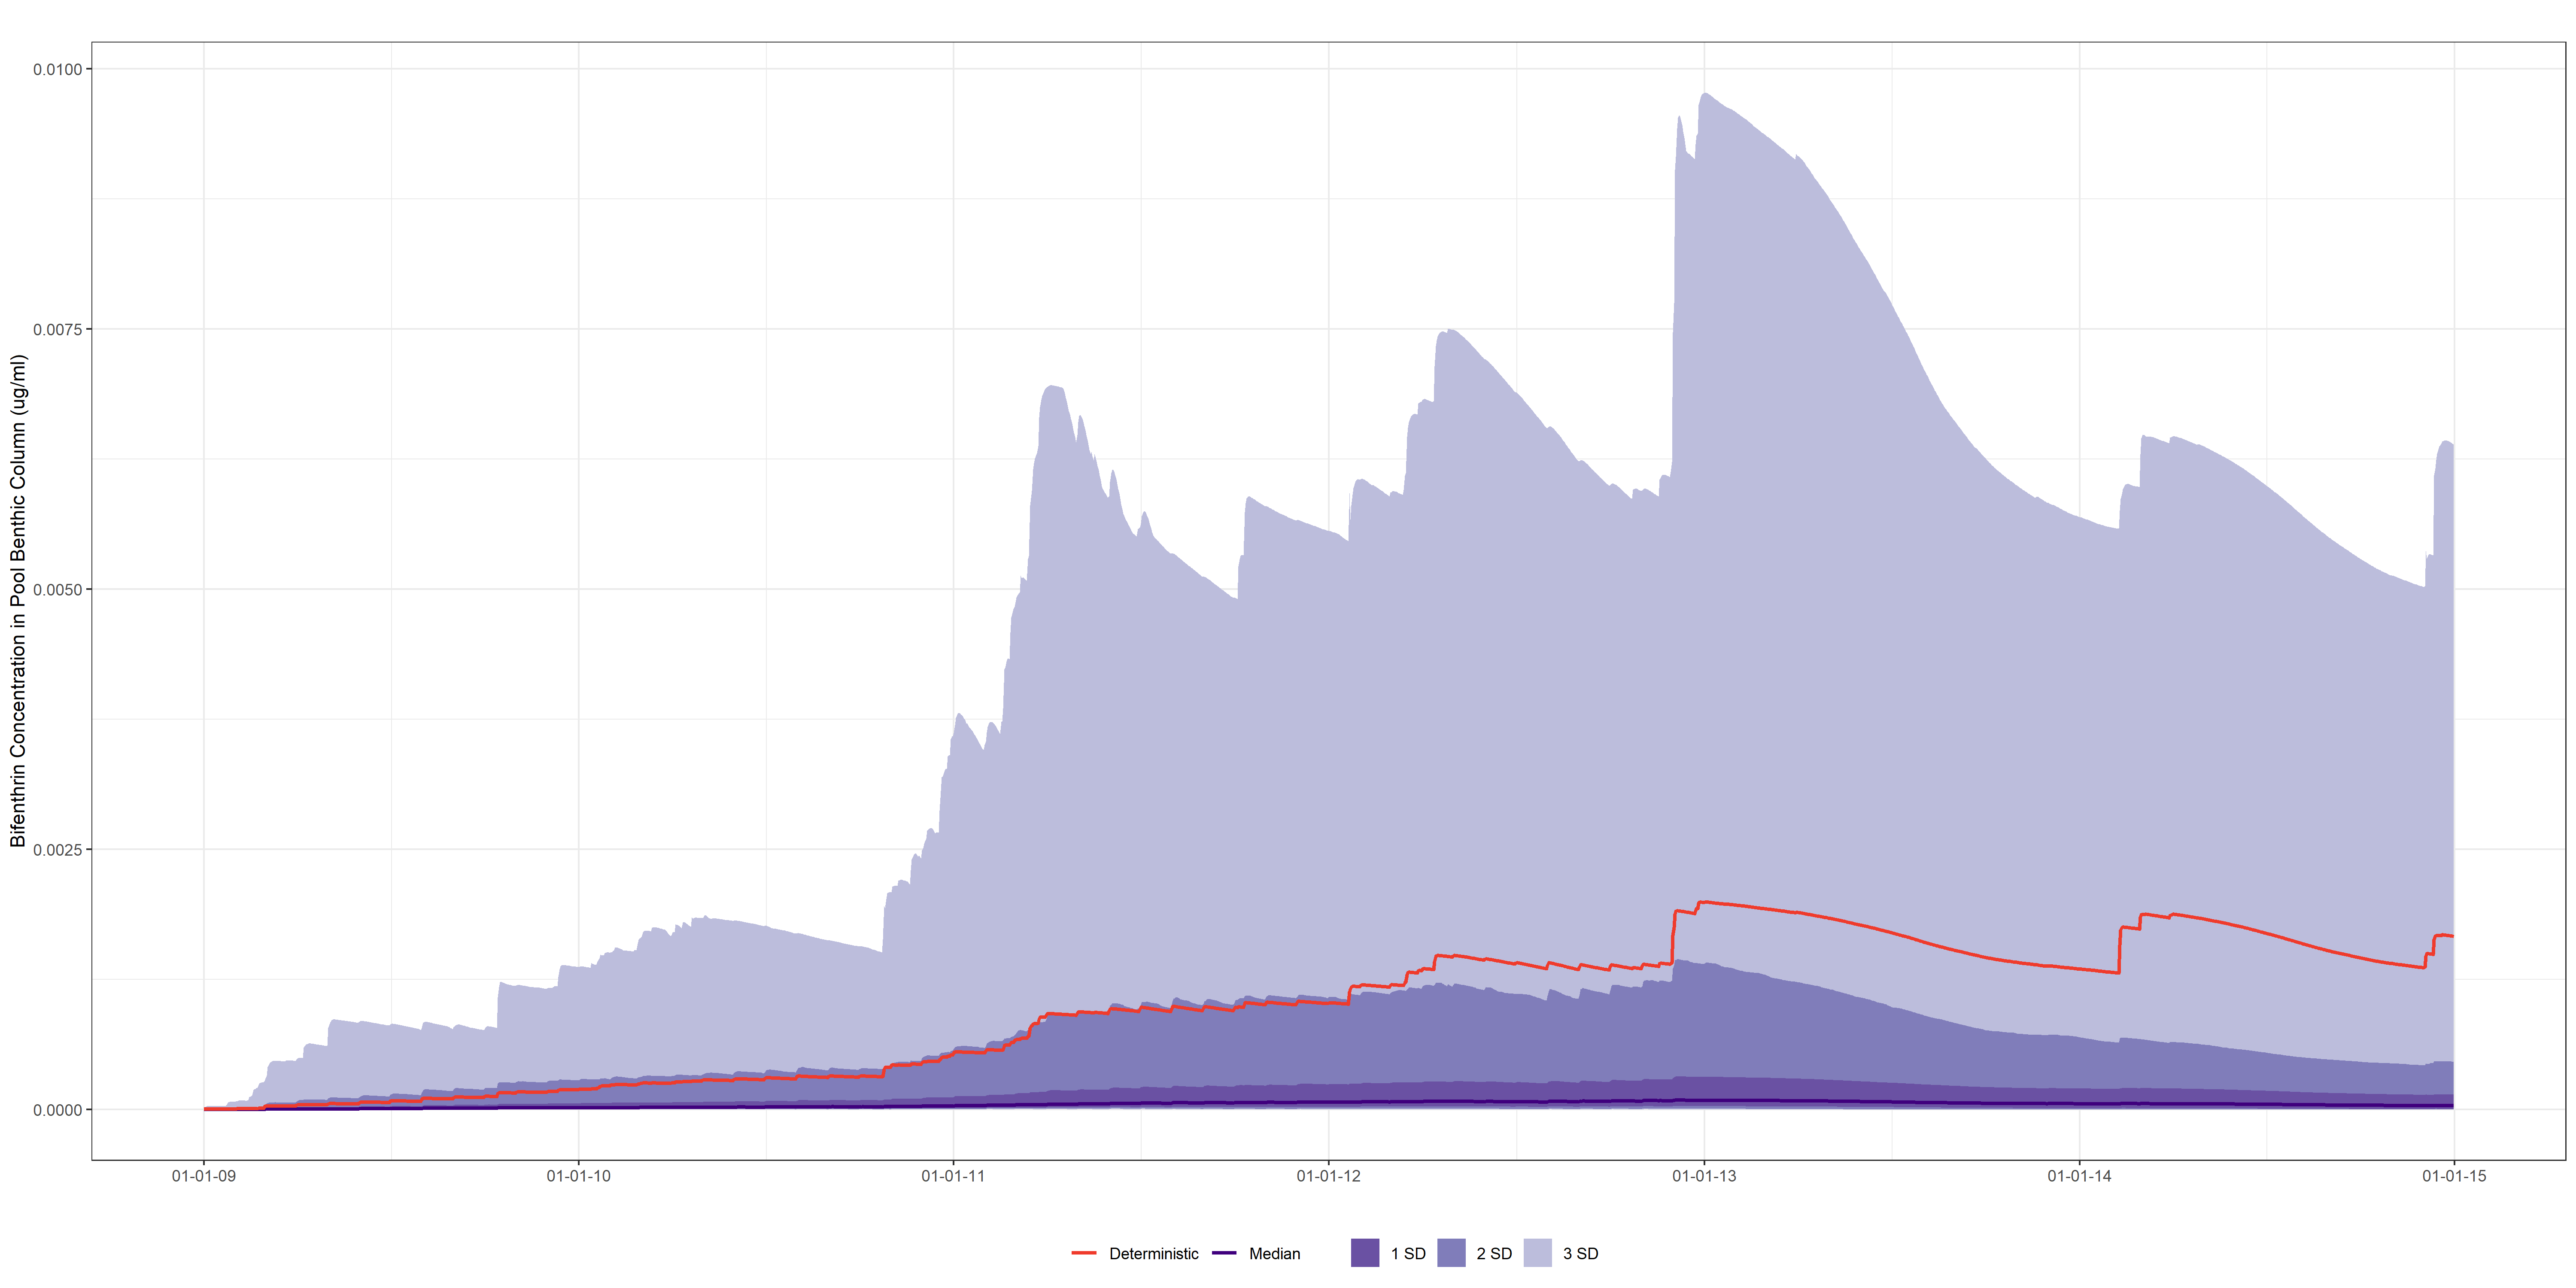 Bifenthrin Concentration in Pool Benthic Column (ug/ml)
0.0100
0.0075
0.0050
0.0025
0.0000
01-01-09 01-01-10 01-01-11 01-01-12 01-01-13 01-01-14 01-01-15
Deterministic Median 1 SD 2 SD 3 SD